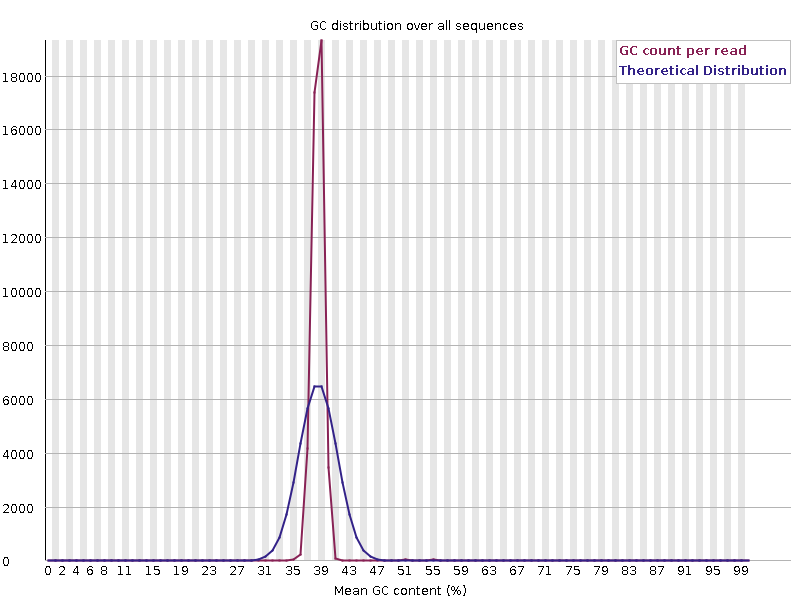 GC distribution over all sequences
GC count per read
Theoretical Distribution
18000
16000
14000
12000
10000
8000
6000
4000
2000
0
0 2 4 6 8 11 15 19 23 27 31 35 39 43 47 51 55 59 63 67 71 75 79 83 87 91 95 99
Mean GC content (%)